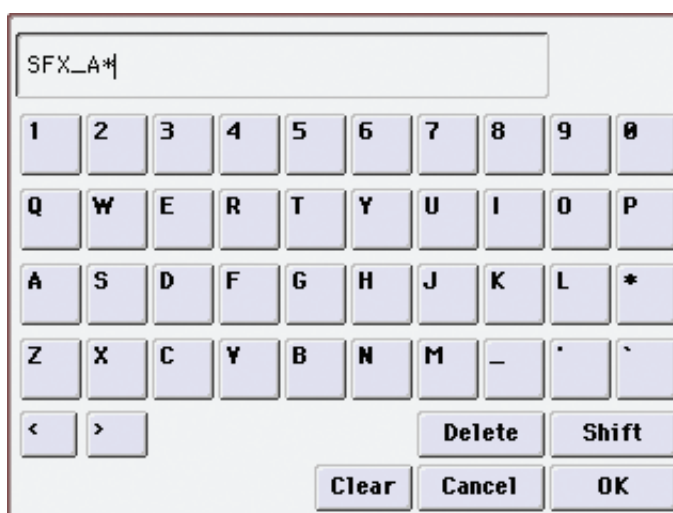 SFX_A*
1 2 3 4 5 6 7 8 9 0
Q W E R T Y U I O P
A S D F G H J K L *
Z X C V B N M _ ' `
< > Delete Shift
Clear Cancel OK